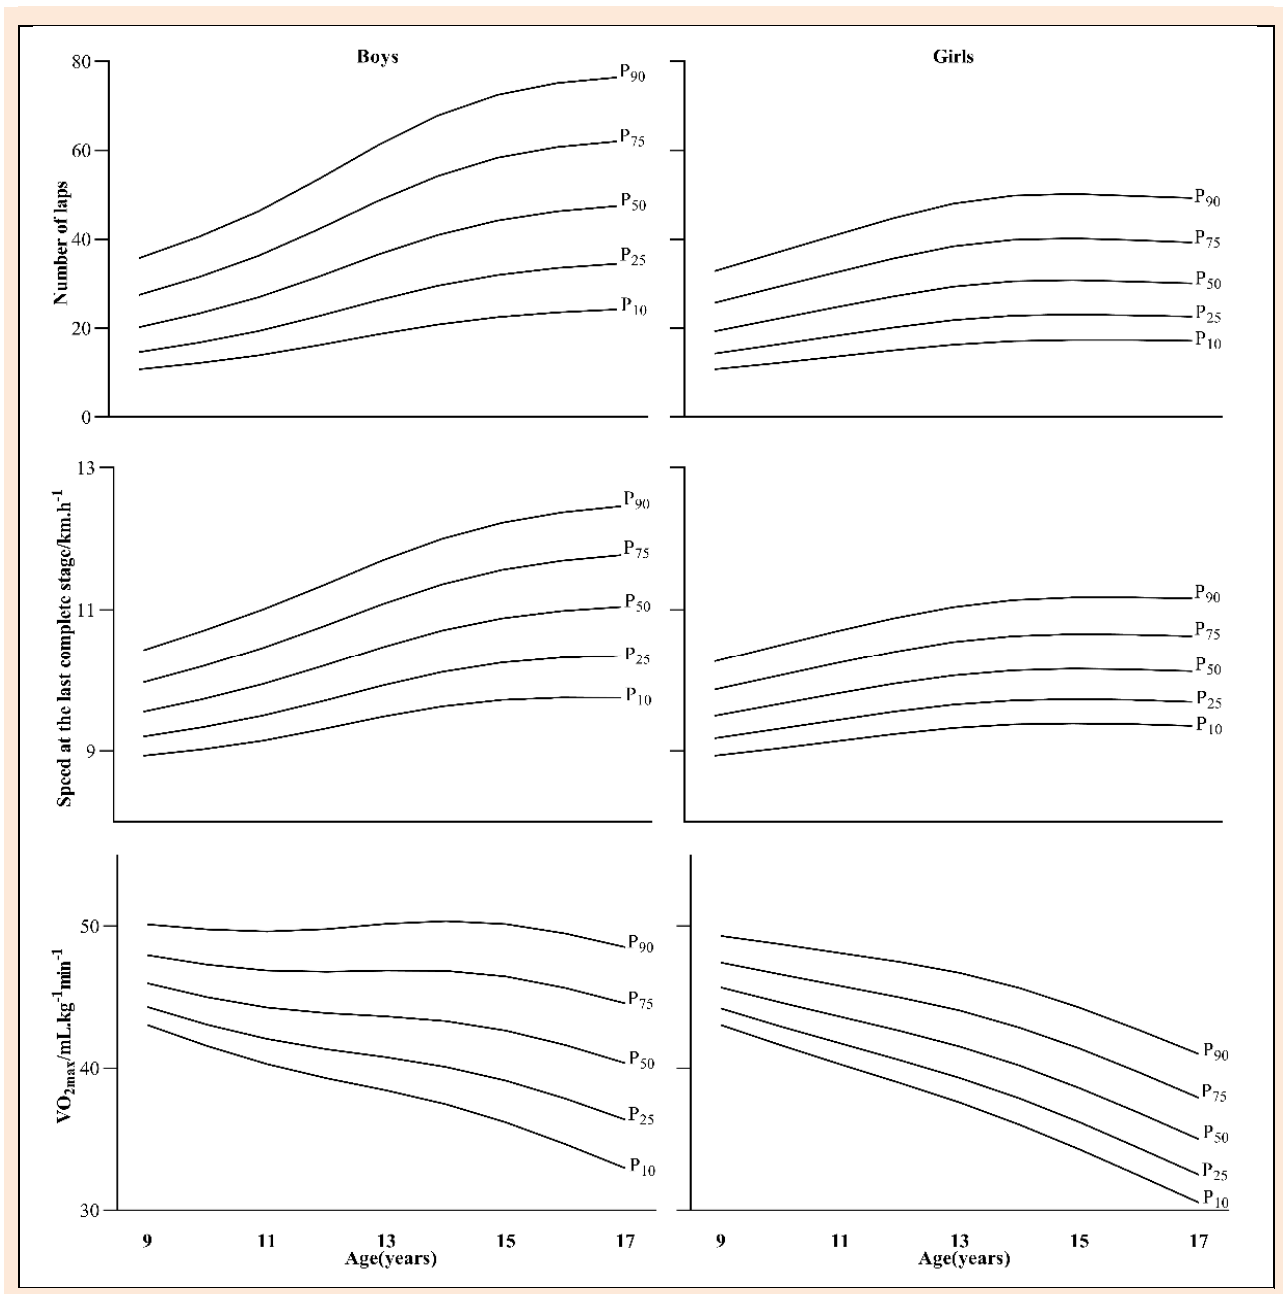 Boys
Girls
80
60
40
20
0
Number of laps
P90
P75
P50
P25
P10
P90
P75
P50
P25
P10
13
11
9
Speed at the last complete stage/km.h-1
P90
P75
P50
P25
P10
P90
P75
P50
P25
P10
50
40
30
VO2max/mL.kg-1min-1
P90
P75
P50
P25
P10
P90
P75
P50
P25
P10
9 11 13 15 17
Age(years)
9 11 13 15 17
Age(years)